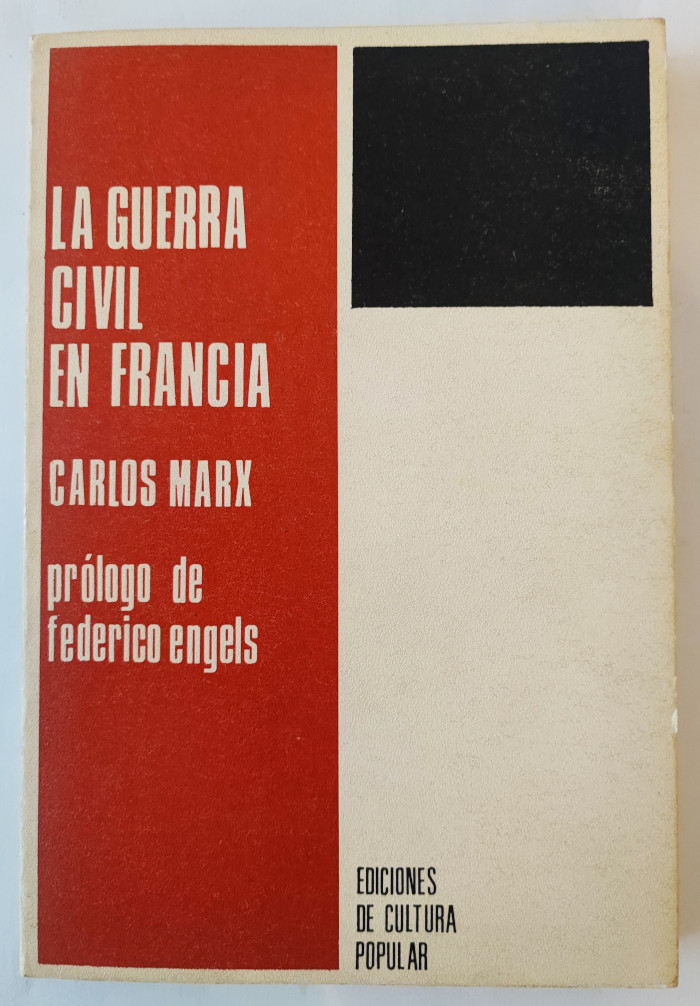 LA GUERRA
CIVIL
EN FRANCIA
CARLOS MARX
prólogo de
federico engels
EDICIONES
DE CULTURA
POPULAR